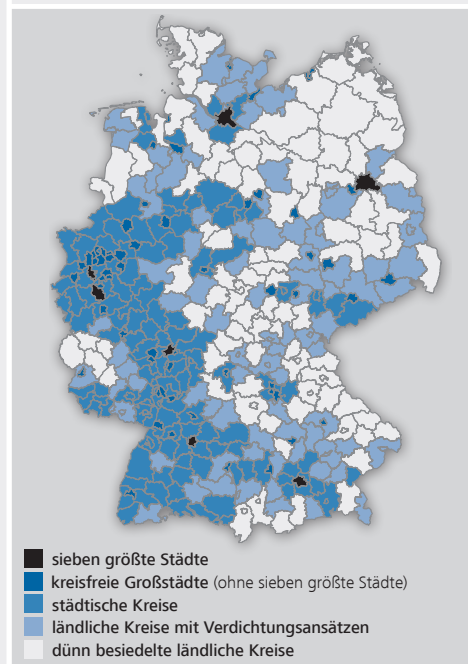 sieben größte Städte
kreisfreie Großstädte (ohne sieben größte Städte)
städtische Kreise
ländliche Kreise mit Verdichtungsansätzen
dünn besiedelte ländliche Kreise